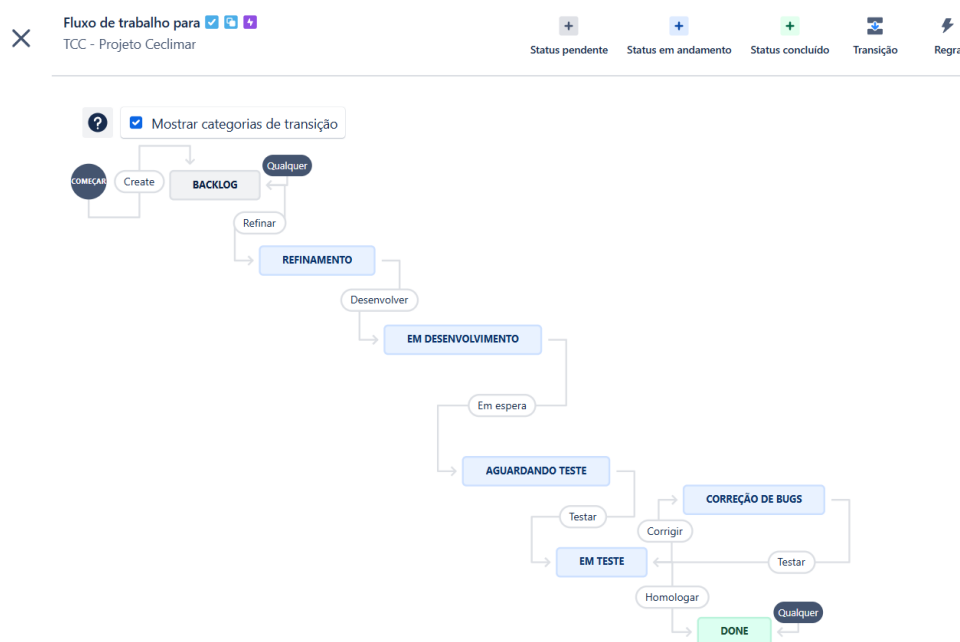 Fluxo de trabalho para
TCC - Projeto Ceclimar
Status pendente
Status em andamento
Status concluído
Transição
Regra
Mostrar categorias de transição
COMEÇAR
Create
BACKLOG
Qualquer
Refinar
REFINAMENTO
Desenvolver
EM DESENVOLVIMENTO
Em espera
AGUARDANDO TESTE
CORREÇÃO DE BUGS
Testar
Corrigir
EM TESTE
Testar
Homologar
Qualquer
DONE